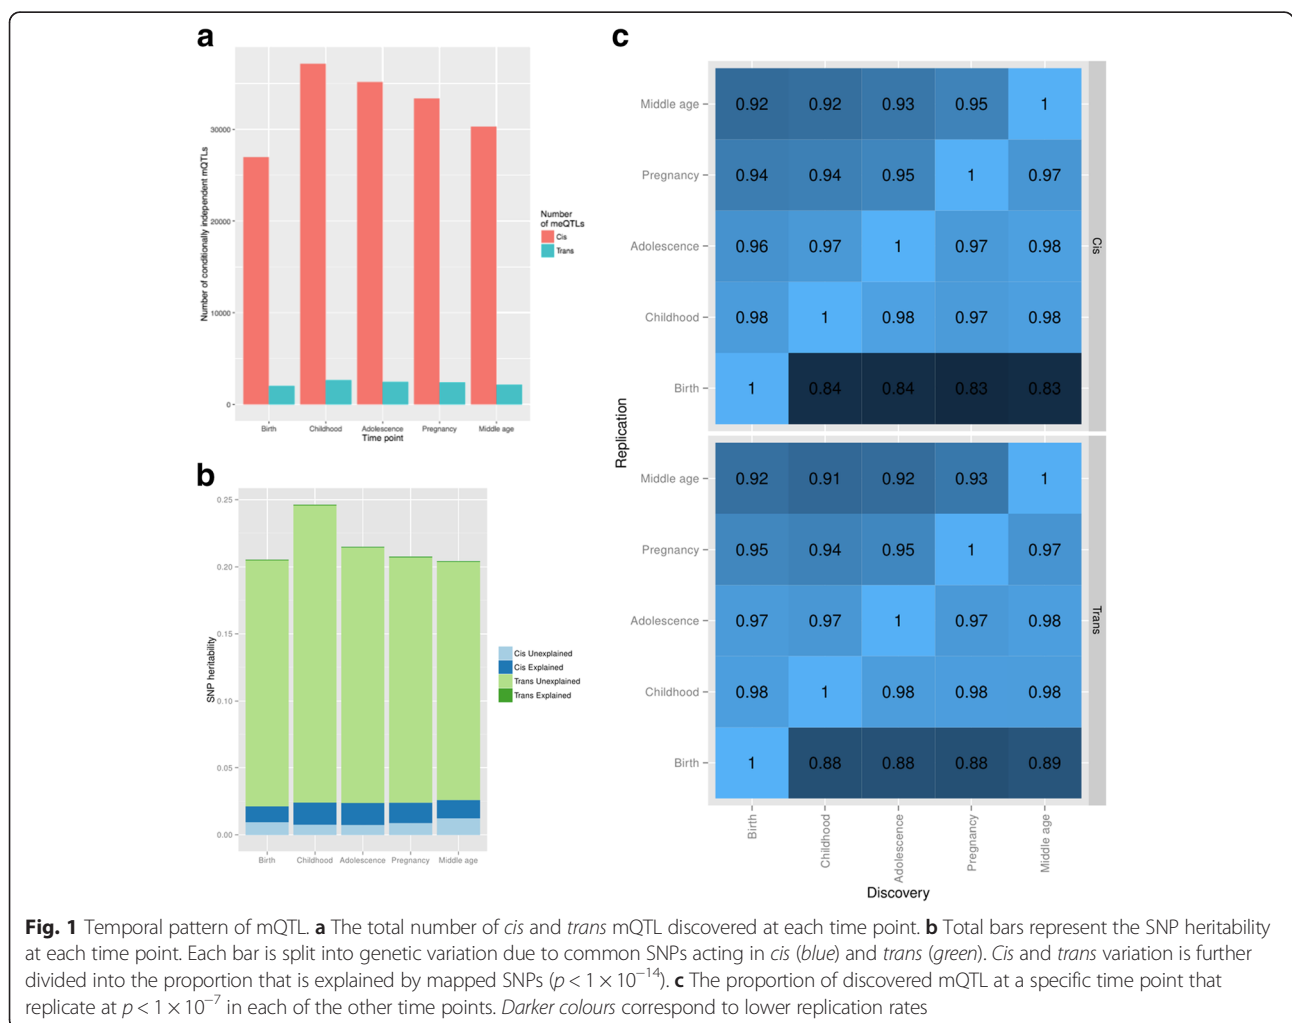 a
Number of conditionally independent mQTLs
30000
20000
10000
0
Birth Childhood Adolescence Pregnancy Middle age
Time point
Number
of meQTLs
Cis
Trans
b
SNP heritability
0.25
0.20
0.15
0.10
0.05
0.00
Birth Childhood Adolescence Pregnancy Middle age
Cis Unexplained
Cis Explained
Trans Unexplained
Trans Explained
c
Replication
Middle age 0.92 0.92 0.93 0.95 1
Pregnancy 0.94 0.94 0.95 1 0.97
Adolescence 0.96 0.97 1 0.97 0.98
Childhood 0.98 1 0.98 0.97 0.98
Birth 1 0.84 0.84 0.83 0.83
Cis
Middle age 0.92 0.91 0.92 0.93 1
Pregnancy 0.95 0.94 0.95 1 0.97
Adolescence 0.97 0.97 1 0.97 0.98
Childhood 0.98 1 0.98 0.98 0.98
Birth 1 0.88 0.88 0.88 0.89
Trans
Birth Childhood Adolescence Pregnancy Middle age
Discovery
Fig. 1 Temporal pattern of mQTL. a The total number of cis and trans mQTL discovered at each time point. b Total bars represent the SNP heritability
at each time point. Each bar is split into genetic variation due to common SNPs acting in cis (blue) and trans (green). Cis and trans variation is further
divided into the proportion that is explained by mapped SNPs (p < 1 × 10⁻¹⁴). c The proportion of discovered mQTL at a specific time point that
replicate at p < 1 × 10⁻⁷ in each of the other time points. Darker colours correspond to lower replication rates